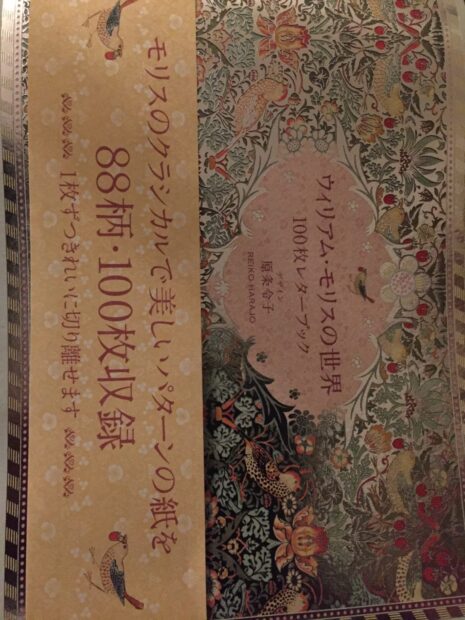 ウィリアム・モリスの世界
100枚レターブック
デザイン
原条令子
REIKO HARAJO
モリスのクラシカルで美しいパターンの紙を
88柄・100枚収録
1枚ずつきれいに切り離せます